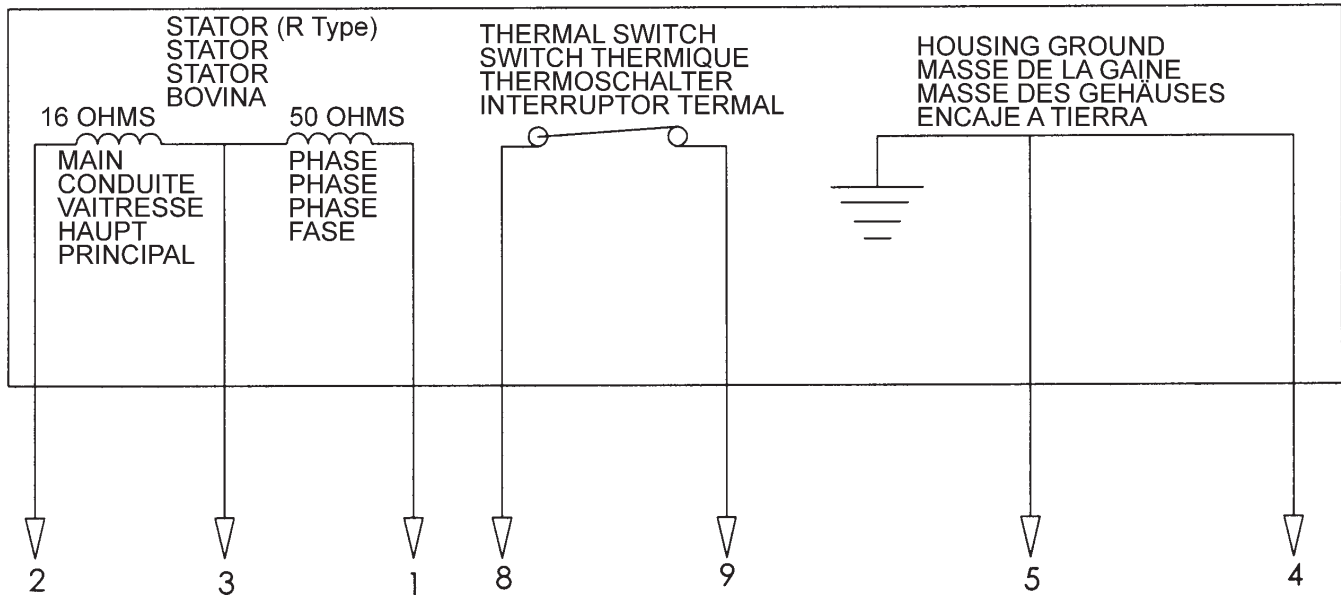 STATOR (R Type)
STATOR
STATOR
BOVINA
16 OHMS
50 OHMS
MAIN
CONDUITE
VAITRESSE
HAUPT
PRINCIPAL
PHASE
PHASE
PHASE
FASE
THERMAL SWITCH
SWITCH THERMIQUE
THERMOSCHALTER
INTERRUPTOR TERMAL
HOUSING GROUND
MASSE DE LA GAINE
MASSE DES GEHÄUSES
ENCAJE A TIERRA
2 3 1 8 9 5 4